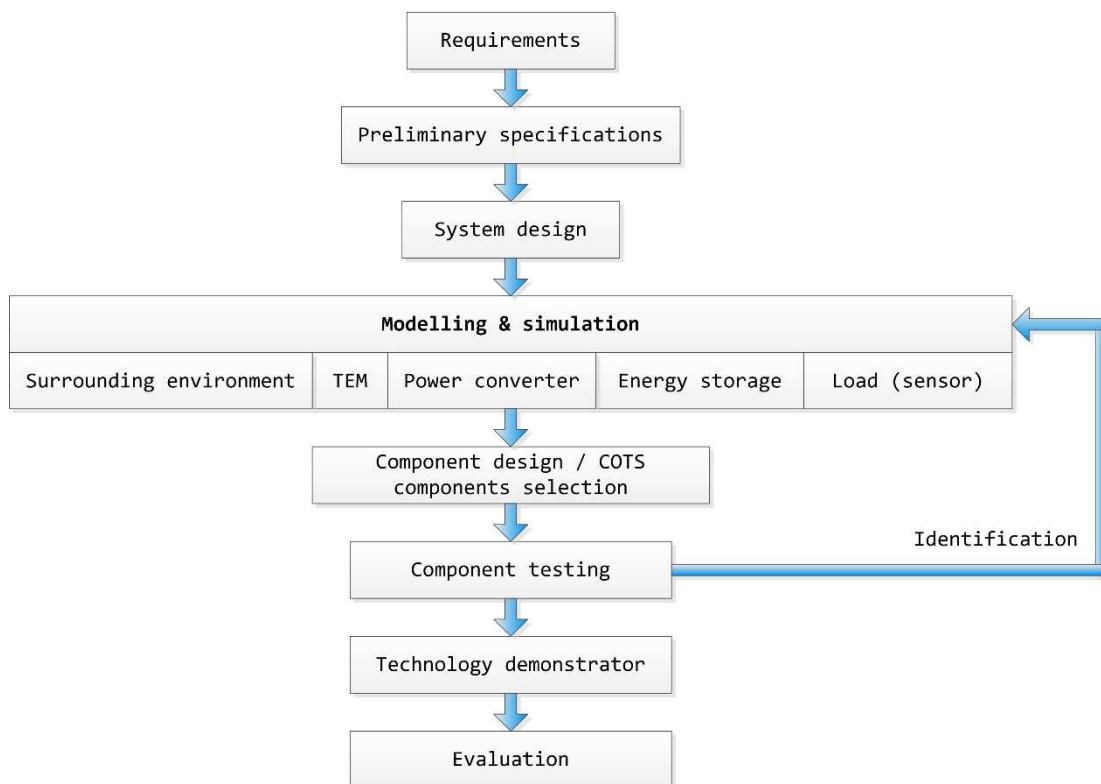 Requirements
Preliminary specifications
System design
Modelling & simulation
Surrounding environment
TEM
Power converter
Energy storage
Load (sensor)
Component design / COTS
components selection
Identification
Component testing
Technology demonstrator
Evaluation